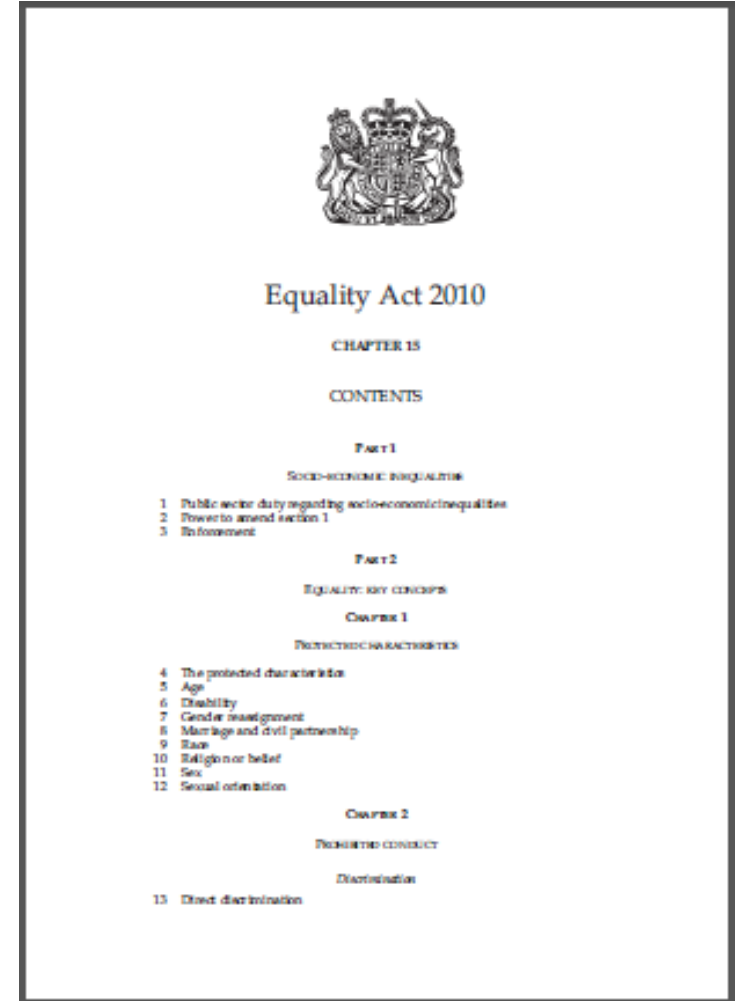 Equality Act 2010
CHAPTER 15
CONTENTS
PART 1
SOCIO-ECONOMIC INEQUALITIES
1 Public sector duty regarding socio-economic inequalities
2 Power to amend section 1
3 Enforcement
PART 2
EQUALITY: KEY CONCEPTS
CHAPTER 1
PROTECTED CHARACTERISTICS
4 The protected characteristics
5 Age
6 Disability
7 Gender reassignment
8 Marriage and civil partnership
9 Race
10 Religion or belief
11 Sex
12 Sexual orientation
CHAPTER 2
PROHIBITED CONDUCT
Discrimination
13 Direct discrimination